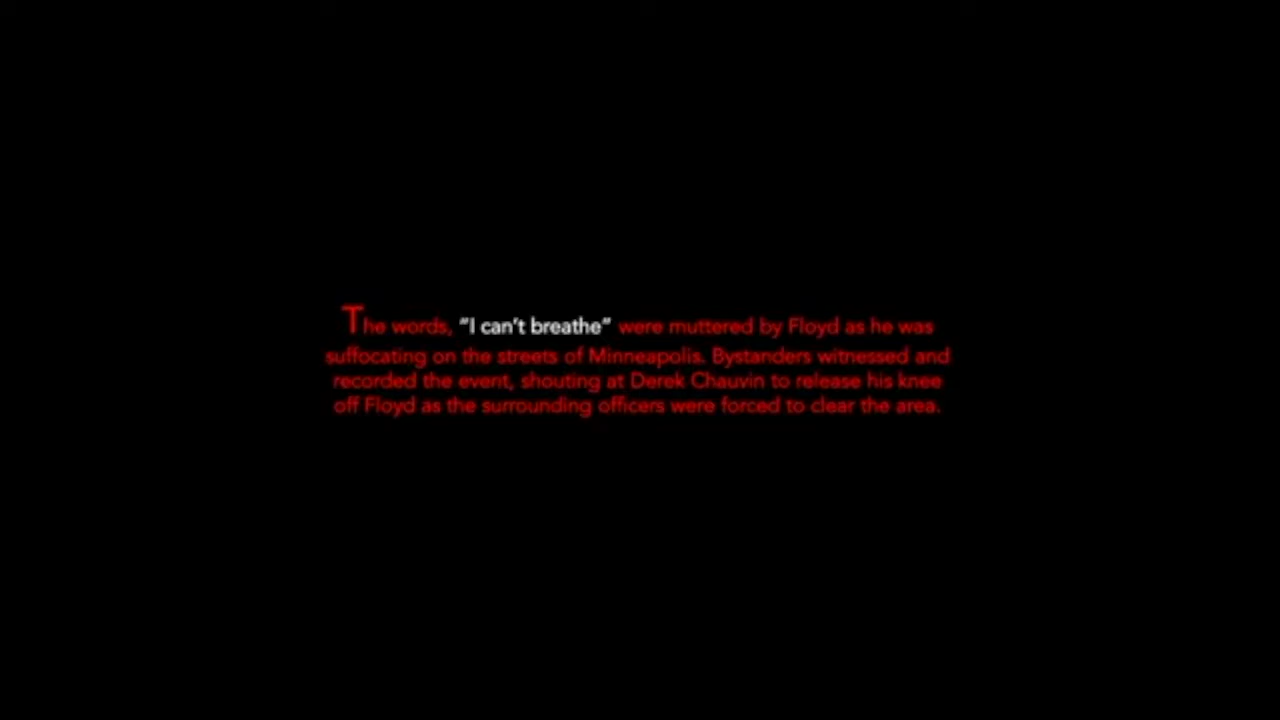 The words, “I can’t breathe” were muttered by Floyd as he was
suffocating on the streets of Minneapolis. Bystanders witnessed and
recorded the event, shouting at Derek Chauvin to release his knee
off Floyd as the surrounding officers were forced to clear the area.